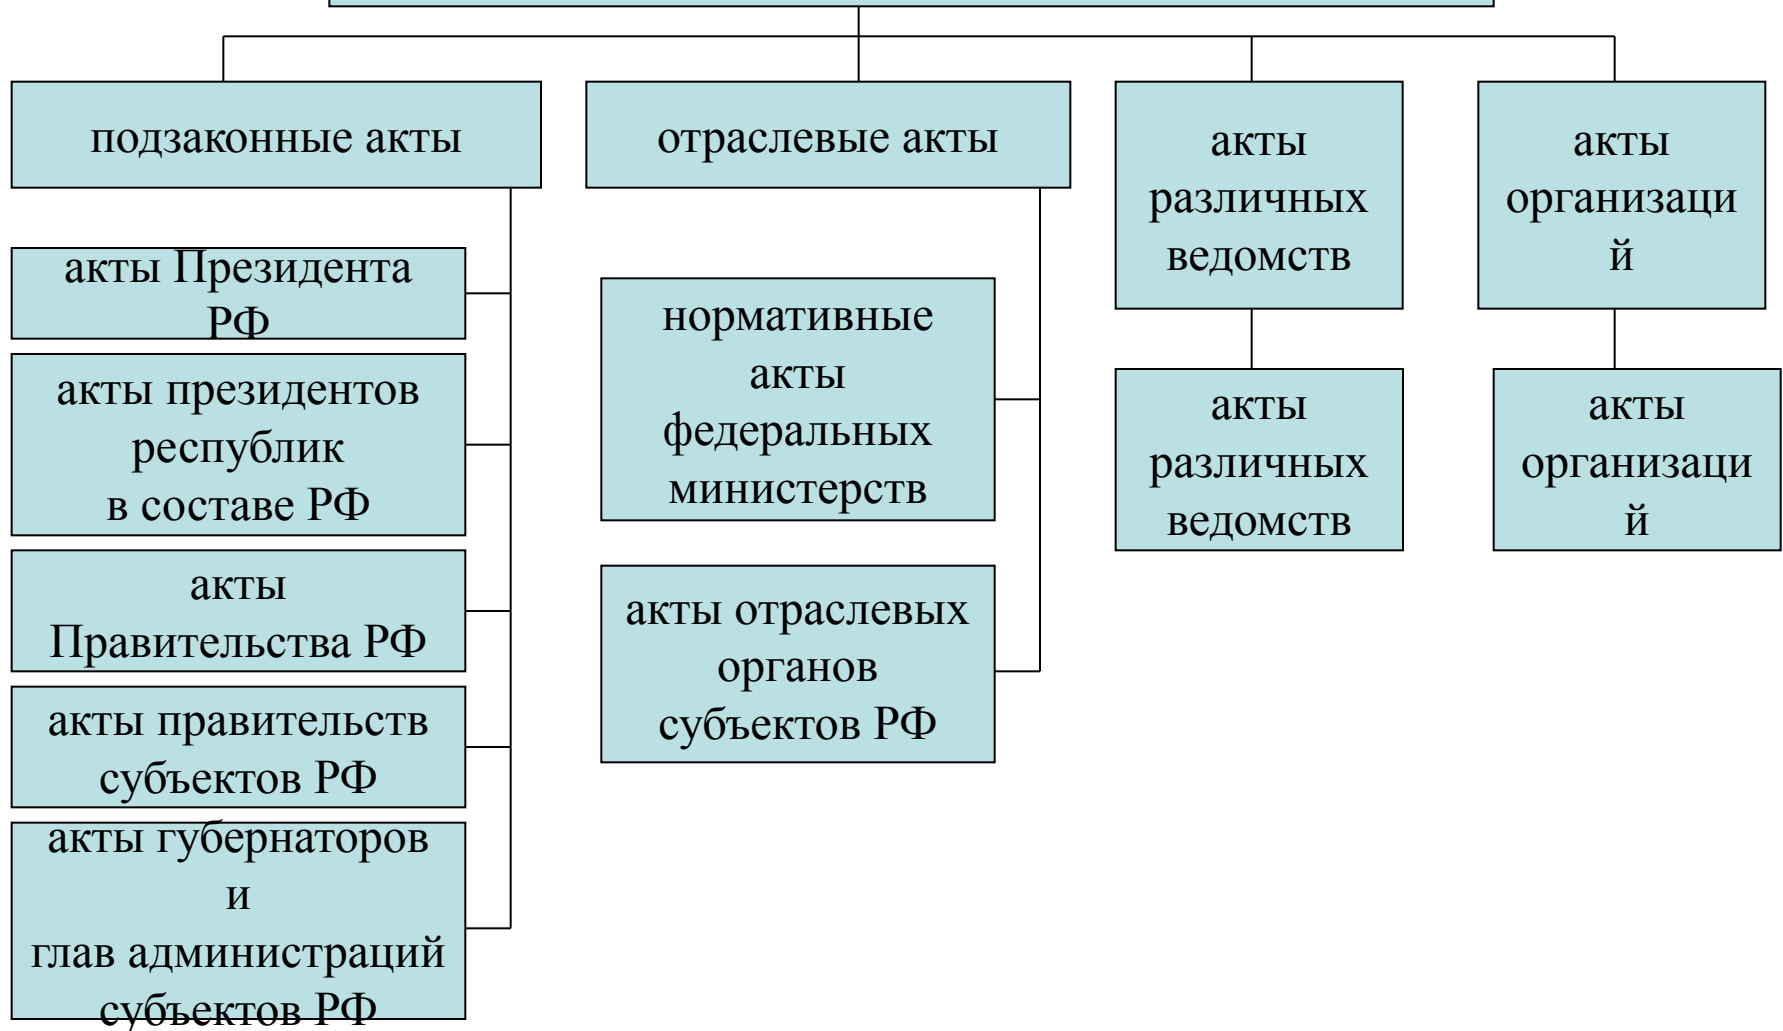 подзаконные акты
акты Президента
РФ
акты президентов
республик
в составе РФ
акты
Правительства РФ
акты правительств
субъектов РФ
акты губернаторов
и
глав администраций
субъектов РФ
отраслевые акты
нормативные
акты
федеральных
министерств
акты отраслевых
органов
субъектов РФ
акты
различных
ведомств
акты
различных
ведомств
акты
организаци
й
акты
организаци
й